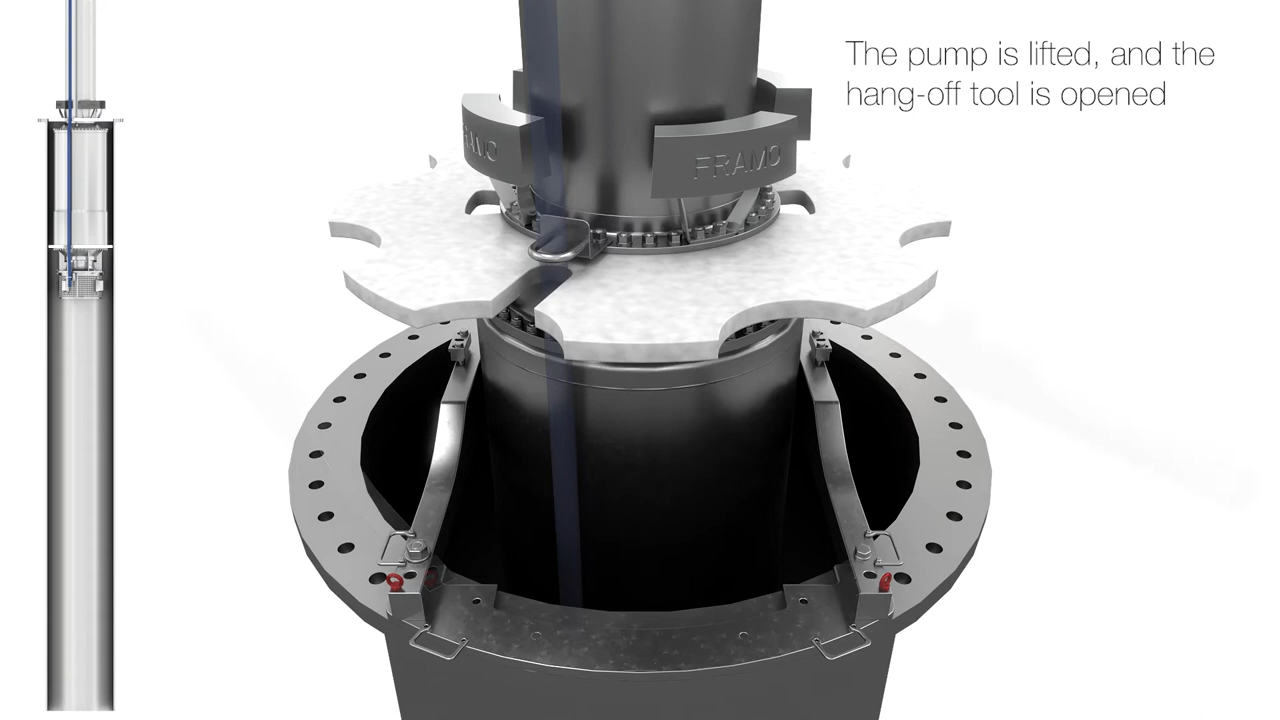 The pump is lifted, and the
hang-off tool is opened
FRAMO
FRAMO